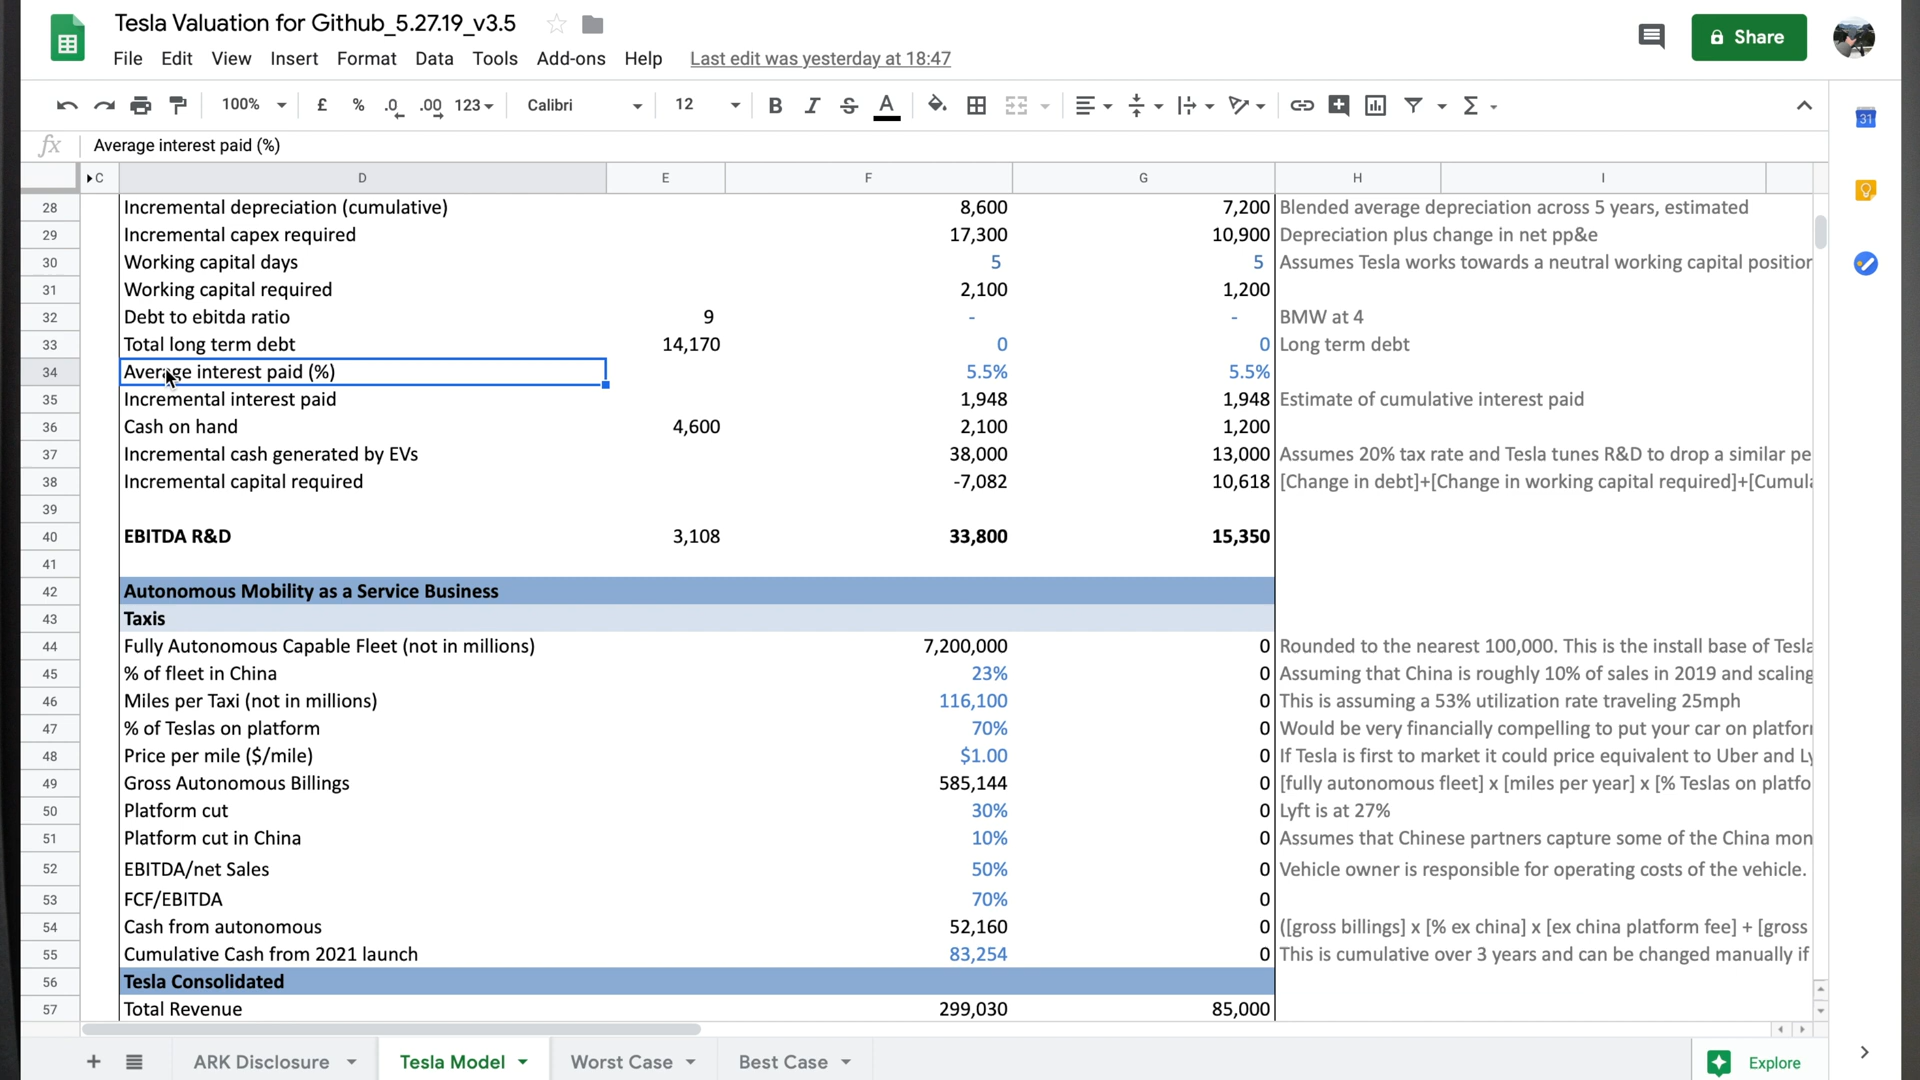 Tesla Valuation for Github_5.27.19_v3.5
File Edit View Insert Format Data Tools Add-ons Help Last edit was yesterday at 18:47
Share
100% £ % .0 .00 123 Calibri 12 B I S A Σ
31
fx Average interest paid (%)
C D E F G H I
28 Incremental depreciation (cumulative) 8,600 7,200 Blended average depreciation across 5 years, estimated
29 Incremental capex required 17,300 10,900 Depreciation plus change in net pp&e
30 Working capital days 5 5 Assumes Tesla works towards a neutral working capital position
31 Working capital required 2,100 1,200
32 Debt to ebitda ratio 9 - - BMW at 4
33 Total long term debt 14,170 0 0 Long term debt
34 Average interest paid (%) 5.5% 5.5%
35 Incremental interest paid 1,948 1,948 Estimate of cumulative interest paid
36 Cash on hand 4,600 2,100 1,200
37 Incremental cash generated by EVs 38,000 13,000 Assumes 20% tax rate and Tesla tunes R&D to drop a similar pe
38 Incremental capital required -7,082 10,618 [Change in debt]+[Change in working capital required]+[Cumula
39
40 EBITDA R&D 3,108 33,800 15,350
41
42 Autonomous Mobility as a Service Business
43 Taxis
44 Fully Autonomous Capable Fleet (not in millions) 7,200,000 0 Rounded to the nearest 100,000. This is the install base of Tesla
45 % of fleet in China 23% 0 Assuming that China is roughly 10% of sales in 2019 and scaling
46 Miles per Taxi (not in millions) 116,100 0 This is assuming a 53% utilization rate traveling 25mph
47 % of Teslas on platform 70% 0 Would be very financially compelling to put your car on platform
48 Price per mile ($/mile) $1.00 0 If Tesla is first to market it could price equivalent to Uber and Ly
49 Gross Autonomous Billings 585,144 0 [fully autonomous fleet] x [miles per year] x [% Teslas on platfo
50 Platform cut 30% 0 Lyft is at 27%
51 Platform cut in China 10% 0 Assumes that Chinese partners capture some of the China mon
52 EBITDA/net Sales 50% 0 Vehicle owner is responsible for operating costs of the vehicle.
53 FCF/EBITDA 70% 0
54 Cash from autonomous 52,160 0 ([gross billings] x [% ex china] x [ex china platform fee] + [gross
55 Cumulative Cash from 2021 launch 83,254 0 This is cumulative over 3 years and can be changed manually if
56 Tesla Consolidated
57 Total Revenue 299,030 85,000
ARK Disclosure Tesla Model Worst Case Best Case Explore